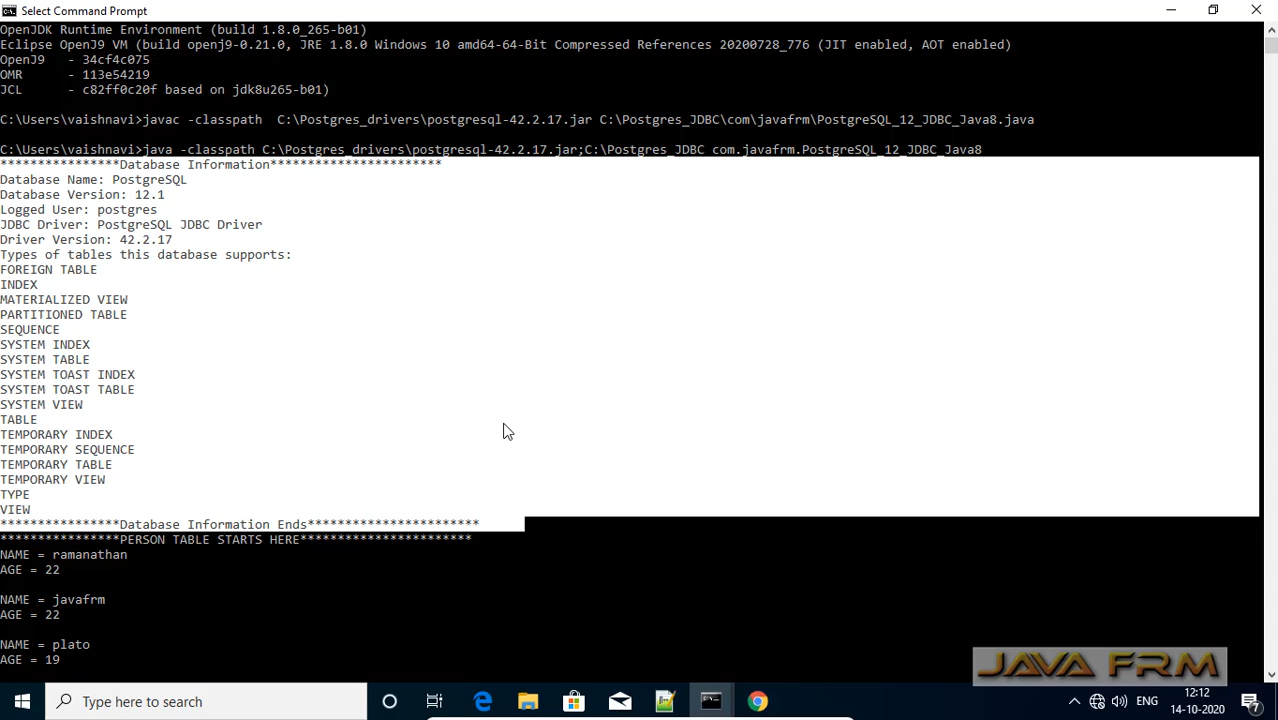 Select Command Prompt
OpenJDK Runtime Environment (build 1.8.0_265-b01)
Eclipse OpenJ9 VM (build openj9-0.21.0, JRE 1.8.0 Windows 10 amd64-64-Bit Compressed References 20200728_776 (JIT enabled, AOT enabled)
OpenJ9   - 34cf4c075
OMR      - 113e54219
JCL      - c82ff0c20f based on jdk8u265-b01)
C:\Users\vaishnavi>javac -classpath  C:\Postgres_drivers\postgresql-42.2.17.jar C:\Postgres_JDBC\com\javafrm\PostgreSQL_12_JDBC_Java8.java
C:\Users\vaishnavi>java -classpath C:\Postgres_drivers\postgresql-42.2.17.jar;C:\Postgres_JDBC com.javafrm.PostgreSQL_12_JDBC_Java8
****************Database Information***********************
Database Name: PostgreSQL
Database Version: 12.1
Logged User: postgres
JDBC Driver: PostgreSQL JDBC Driver
Driver Version: 42.2.17
Types of tables this database supports:
FOREIGN TABLE
INDEX
MATERIALIZED VIEW
PARTITIONED TABLE
SEQUENCE
SYSTEM INDEX
SYSTEM TABLE
SYSTEM TOAST INDEX
SYSTEM TOAST TABLE
SYSTEM VIEW
TABLE
TEMPORARY INDEX
TEMPORARY SEQUENCE
TEMPORARY TABLE
TEMPORARY VIEW
TYPE
VIEW
****************Database Information Ends***********************
****************PERSON TABLE STARTS HERE***********************
NAME = ramanathan
AGE = 22
NAME = javafrm
AGE = 22
NAME = plato
AGE = 19
JAVA FRM
Type here to search
ENG
12:12
14-10-2020
7